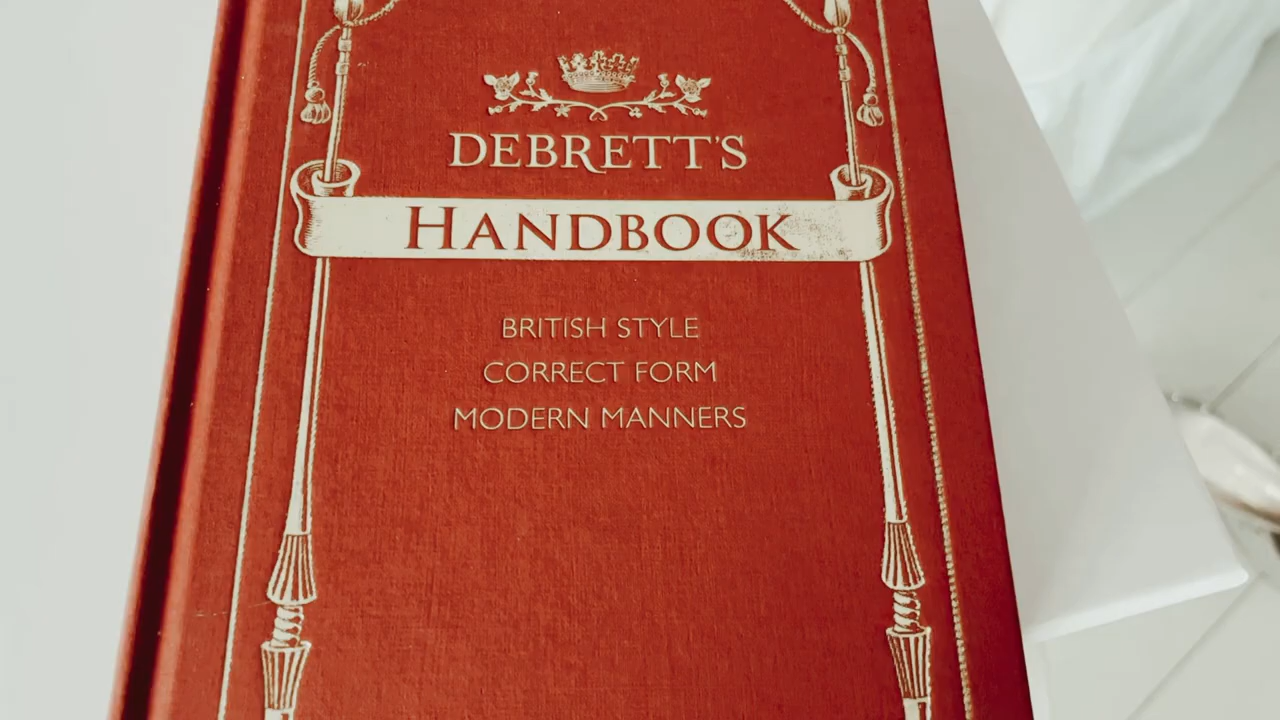 DEBRETT'S
HANDBOOK
BRITISH STYLE
CORRECT FORM
MODERN MANNERS